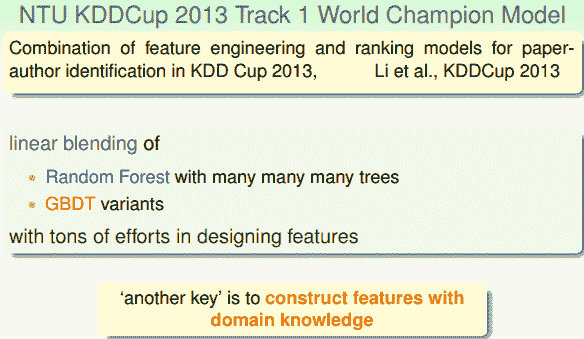 NTU KDDCup 2013 Track 1 World Champion Model
Combination of feature engineering and ranking models for paper-
author identification in KDD Cup 2013, Li et al., KDDCup 2013
linear blending of
Random Forest with many many many trees
GBDT variants
with tons of efforts in designing features
‘another key’ is to construct features with
domain knowledge